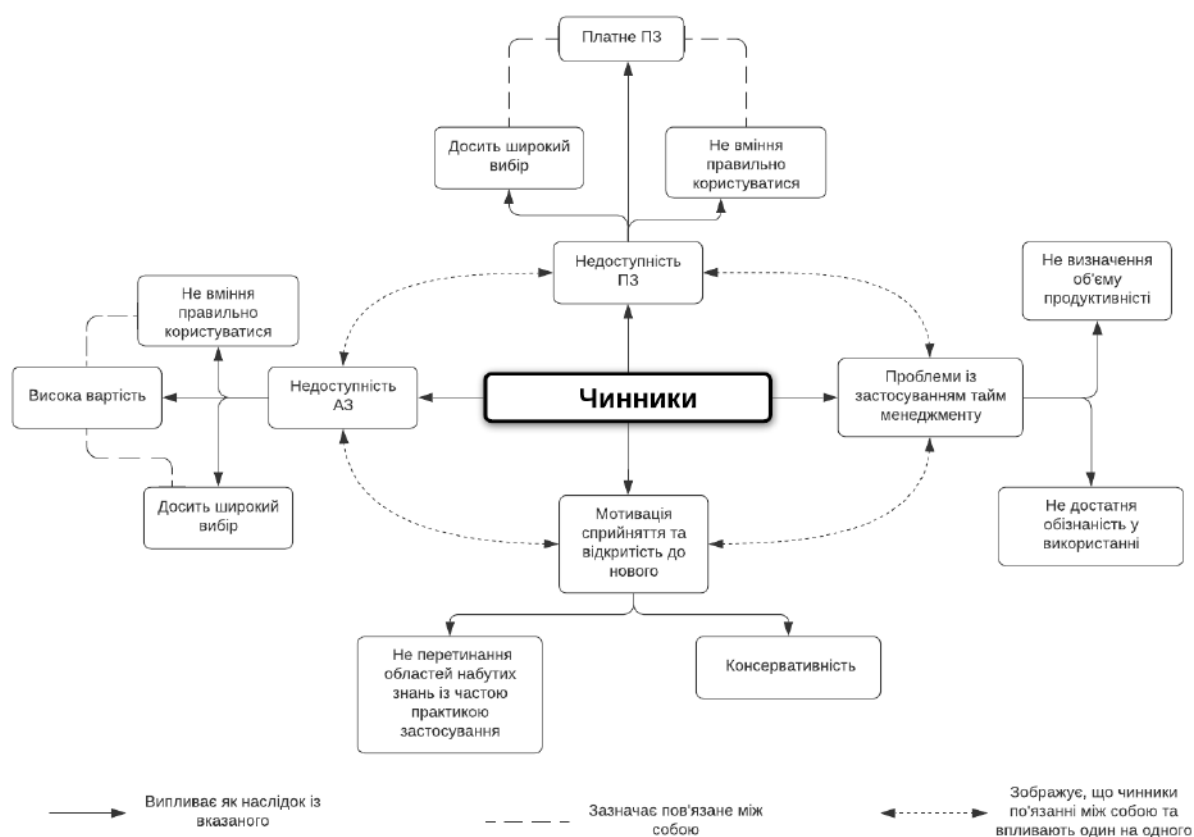 Платне ПЗ
Досить широкий
вибір
Не вміння
правильно
користуватися
Недоступність
ПЗ
Не визначення
об'єму
продуктивністі
Не вміння
правильно
користуватися
Висока вартість
Недоступність
АЗ
Чинники
Проблеми із
застосуванням тайм
менеджменту
Досить широкий
вибір
Мотивація
сприйняття та
відкритість до
нового
Не достатня
обізнаність у
використанні
Не перетинання
областей набутих
знань із частою
практикою
застосування
Консервативність
Випливає як наслідок із
вказаного
Зазначає пов'язане між
собою
Зображує, що чинники
по'язанні між собою та
впливають один на одного